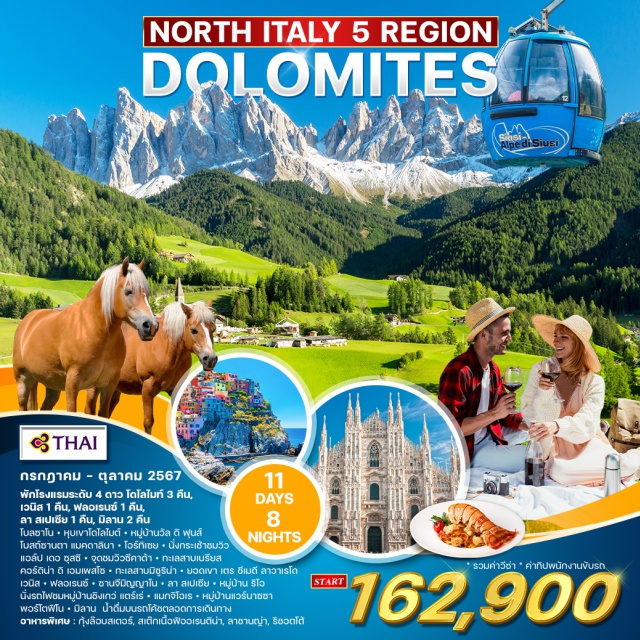 NORTH ITALY 5 REGION
DOLOMITES
Siusi-
Alpe di Siusi
THAI
กรกฎาคม - ตุลาคม 2567
พักโรงแรมระดับ 4 ดาว โดโลไมท์ 3 คืน,
เวนิส 1 คืน, ฟลอเรนซ์ 1 คืน,
ลา สเปเซีย 1 คืน, มิลาน 2 คืน
โบลซาโน • หุบเขาโดโลไมต์ • หมู่บ้านวัล ดิ ฟุนส์
โบสถ์ซานตา แมคดาลินา • โอร์ทิเซย • นั่งกระเช้าชมวิว
แอลป์ เดอ ซุสซี • จุดชมวิวซีคาด้า • ทะเลสาบเบรียส
คอร์ติน่า ดิ เอมเพสโซ • ทะเลสาบมิซูริน่า • ยอดเขา เตร ชีเมดี ลาวาเรโด
เวนิส • ฟลอเรนซ์ • ซานจิมิญญาโน • ลา สเปเซีย • หมู่บ้าน ริโอ
นั่งรถไฟชมหมู่บ้านชิงเกว่ แตร์เร่ • แมกจิโอเร • หมู่บ้านแวร์นาซซา
พอร์โตฟิโน • มิลาน น้ำดื่มบนรถโค้ชตลอดการเดินทาง
อาหารพิเศษ : กุ้งล๊อบสเตอร์, สเต็กเนื้อฟิออเรนติน่า, ลาซานญ่า, ริซอตโต้
11
DAYS
8
NIGHTS
* รวมค่าวีซ่า * ค่าทิปพนักงานขับรถ
START
162,900